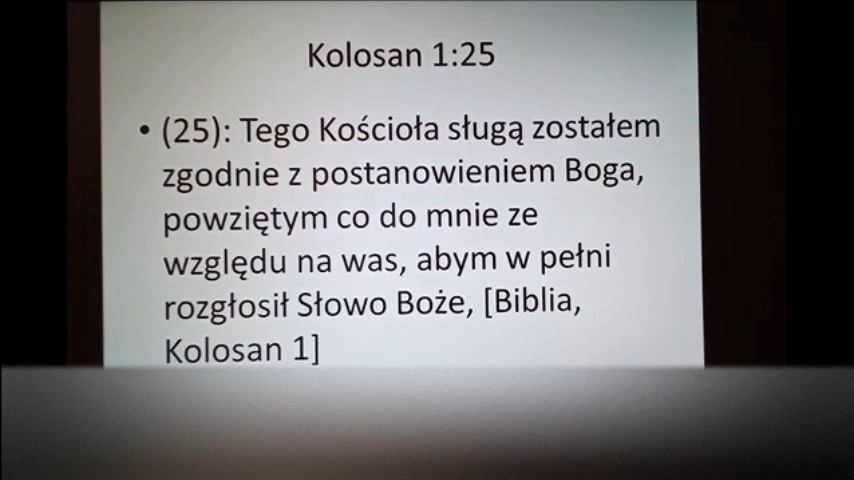 Kolosan 1:25
• (25): Tego Kościoła sługą zostałem
zgodnie z postanowieniem Boga,
powziętym co do mnie ze
względu na was, abym w pełni
rozgłosił Słowo Boże, [Biblia,
Kolosan 1]